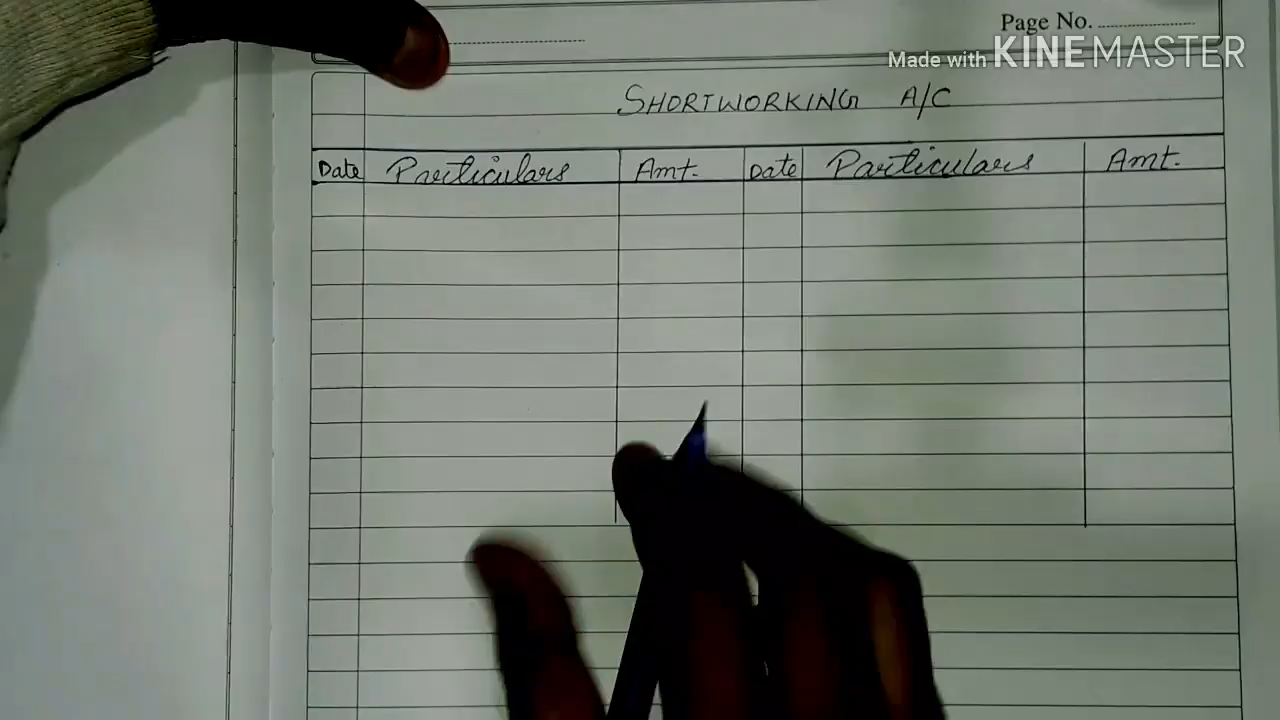 Page No.
Made with KINEMASTER
SHORTWORKING A/C
Date Particulars Amt. Date Particulars Amt.